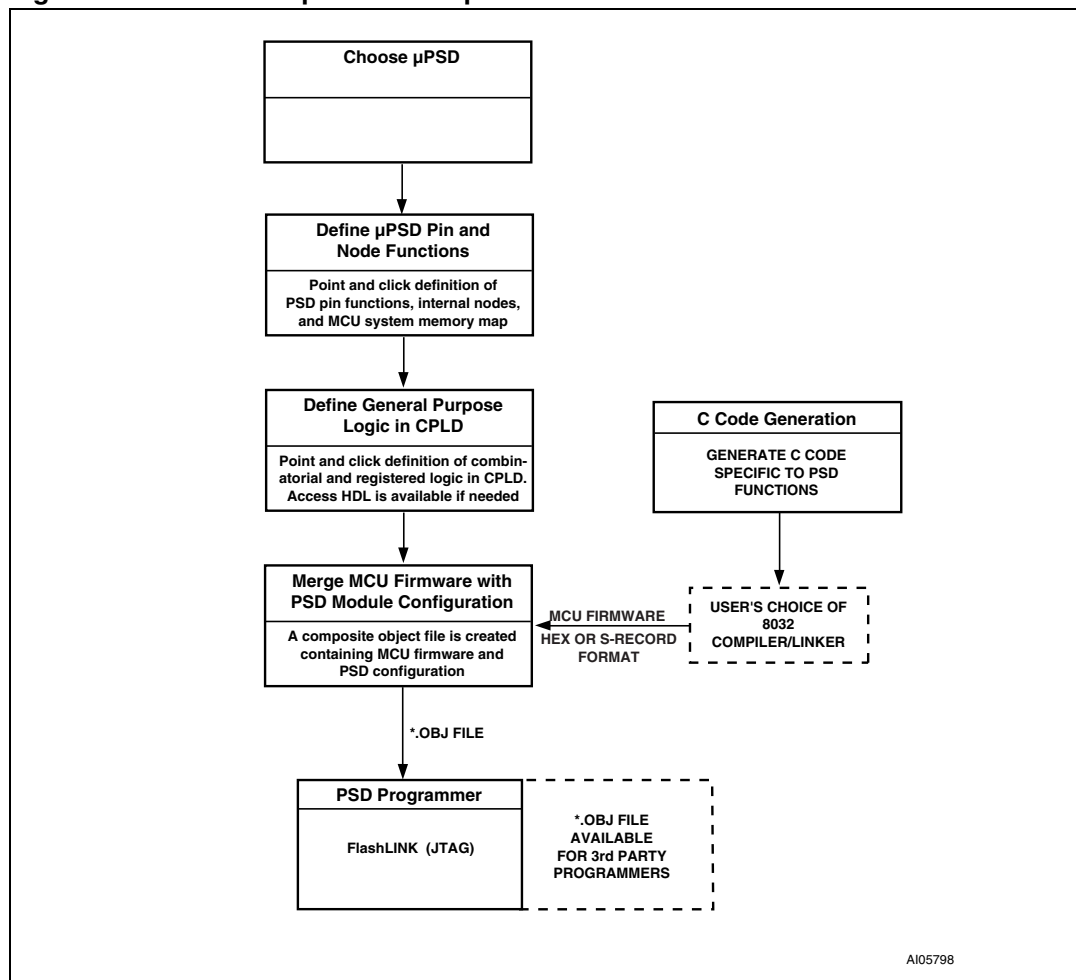 Choose µPSD
Define µPSD Pin and
Node Functions
Point and click definition of
PSD pin functions, internal nodes,
and MCU system memory map
Define General Purpose
Logic in CPLD
Point and click definition of combin-
atorial and registered logic in CPLD.
Access HDL is available if needed
C Code Generation
GENERATE C CODE
SPECIFIC TO PSD
FUNCTIONS
Merge MCU Firmware with
PSD Module Configuration
A composite object file is created
containing MCU firmware and
PSD configuration
MCU FIRMWARE
HEX OR S-RECORD
FORMAT
USER'S CHOICE OF
8032
COMPILER/LINKER
*.OBJ FILE
PSD Programmer
FlashLINK (JTAG)
*.OBJ FILE
AVAILABLE
FOR 3rd PARTY
PROGRAMMERS
AI05798